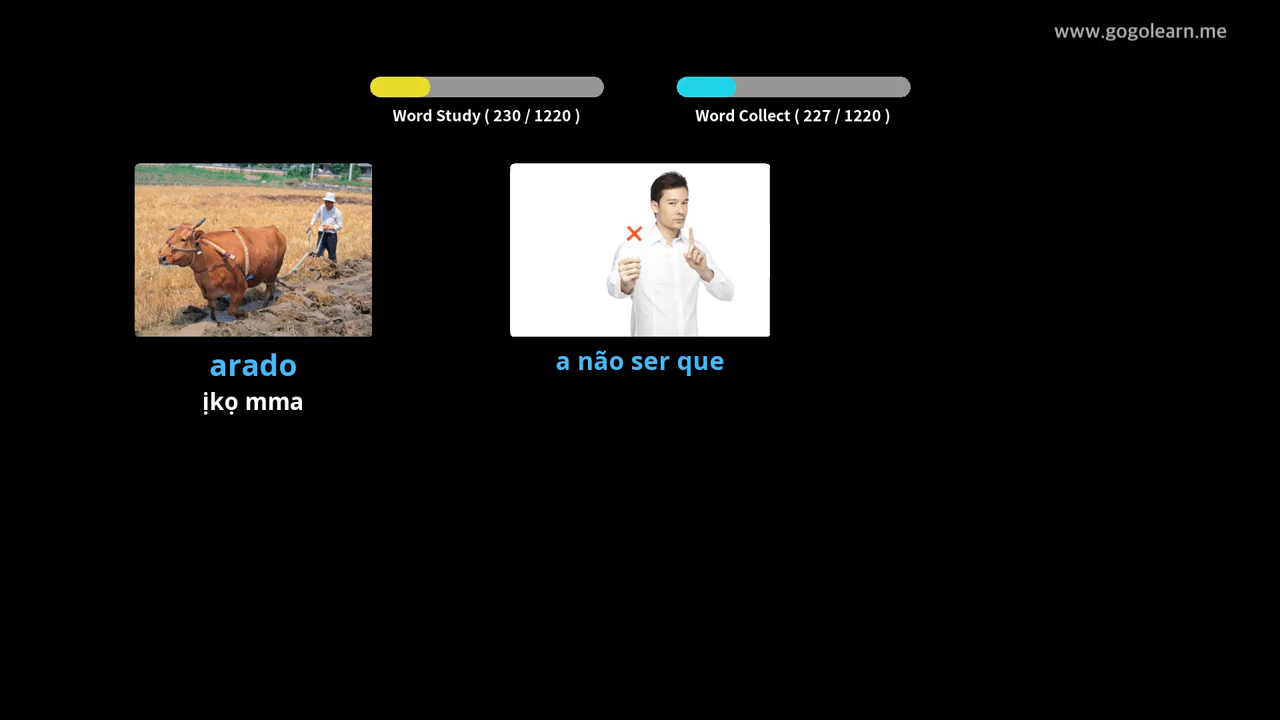 www.gogolearn.me
Word Study ( 230 / 1220 )
Word Collect ( 227 / 1220 )
arado
ịkọ mma
a não ser que